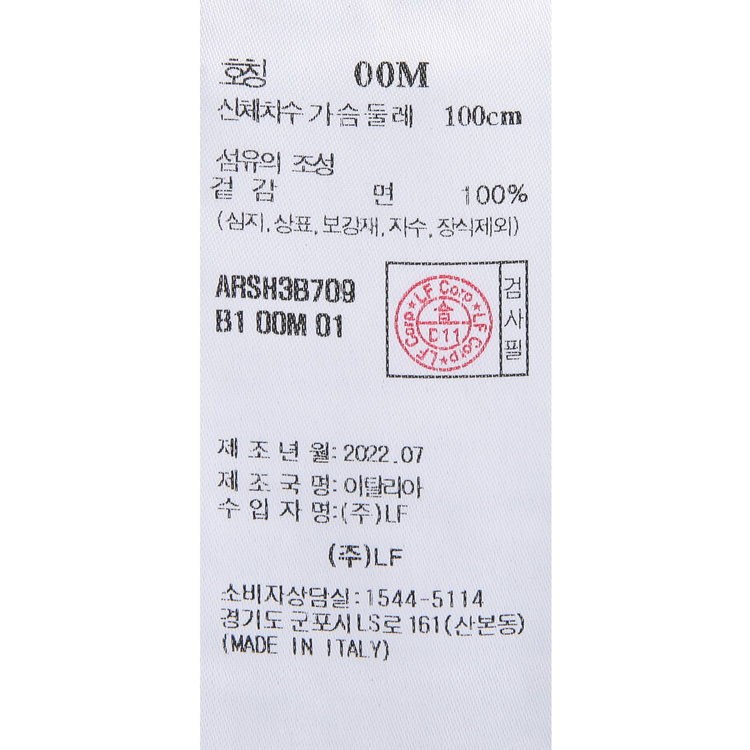 호칭 00M
신체치수 가슴둘레 100cm
섬유의 조성
겉 감 면 100%
(심지,상표,보강재,자수,장식제외)
ARSH3B709
B1 00M 01
LF Corp★LF Corp★LF Corp★
숍
C11
검사필
제 조 년 월:2022.07
제 조 국 명:이탈리아
수 입 자 명:(주)LF
(주)LF
소비자상담실:1544-5114
경기도 군포시 LS로 161(산본동)
(MADE IN ITALY)